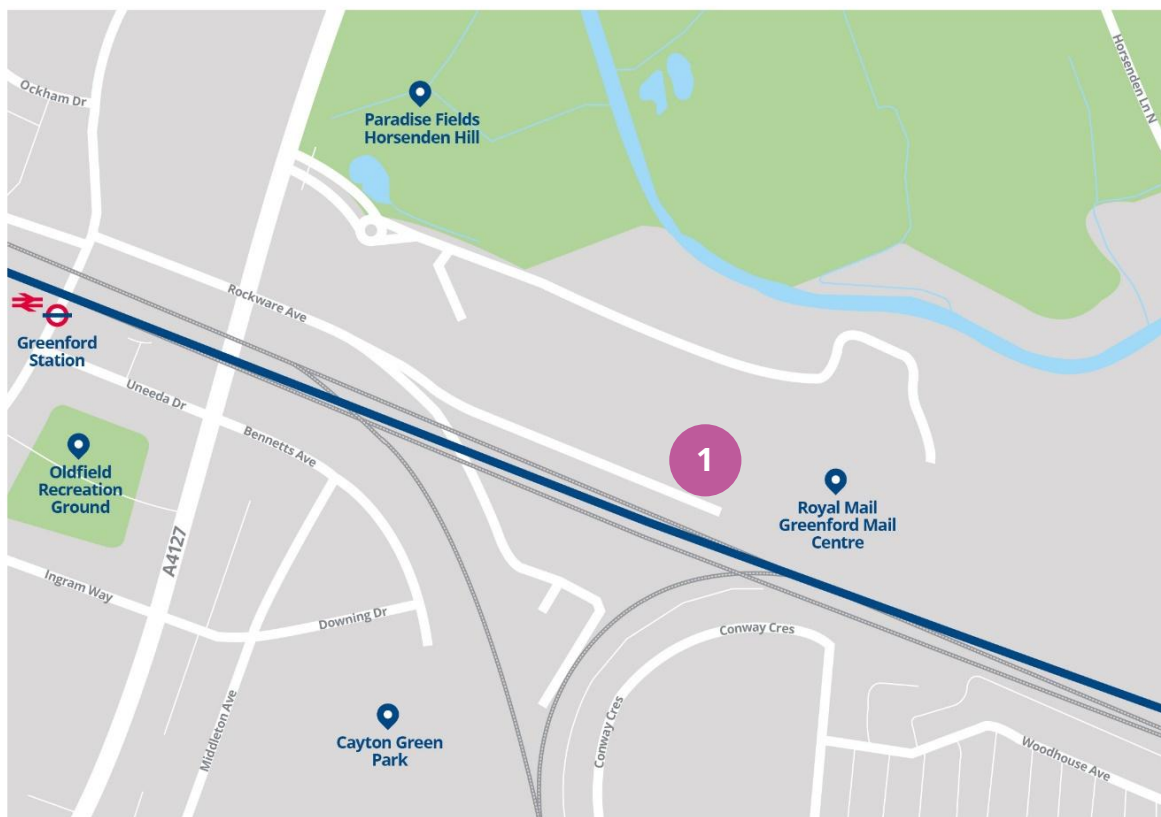 Ockham Dr
Paradise Fields
Horsenden Hill
Horsenden Ln N
Rockware Ave
Greenford
Station
Uneeda Dr
Bennetts Ave
Oldfield
Recreation
Ground
1
Royal Mail
Greenford Mail
Centre
A4127
Ingram Way
Downing Dr
Conway Cres
Middleton Ave
Cayton Green
Park
Conway Cres
Woodhouse Ave